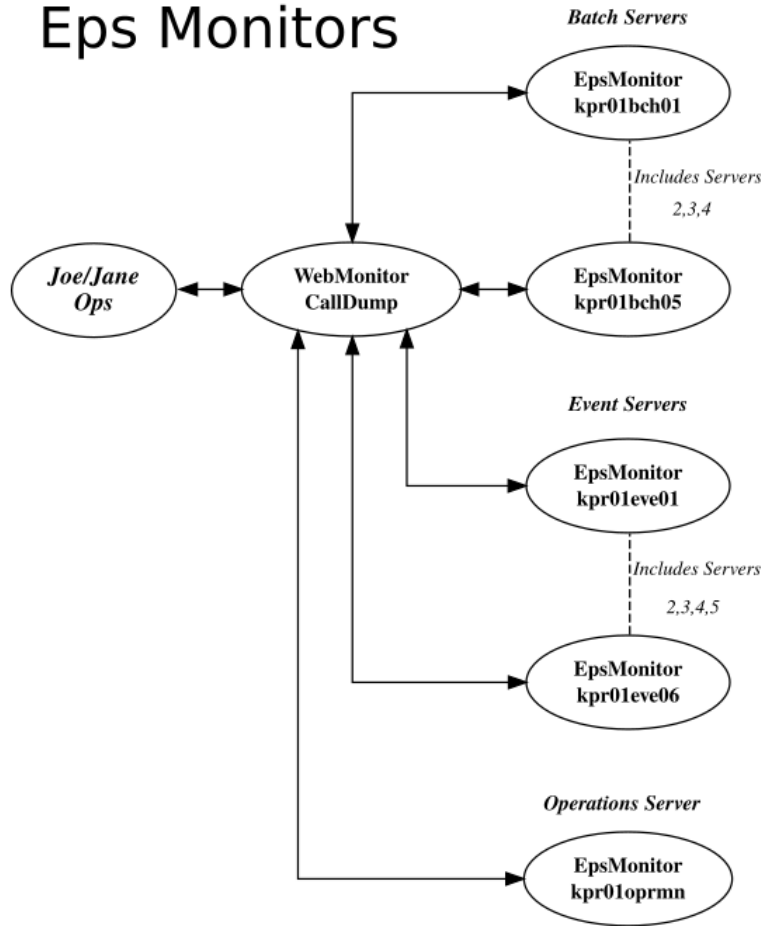 Eps Monitors
Batch Servers
EpsMonitor
kpr01bch01
Includes Servers
2,3,4
Joe/Jane
Ops
WebMonitor
CallDump
EpsMonitor
kpr01bch05
Event Servers
EpsMonitor
kpr01eve01
Includes Servers
2,3,4,5
EpsMonitor
kpr01eve06
Operations Server
EpsMonitor
kpr01oprmn